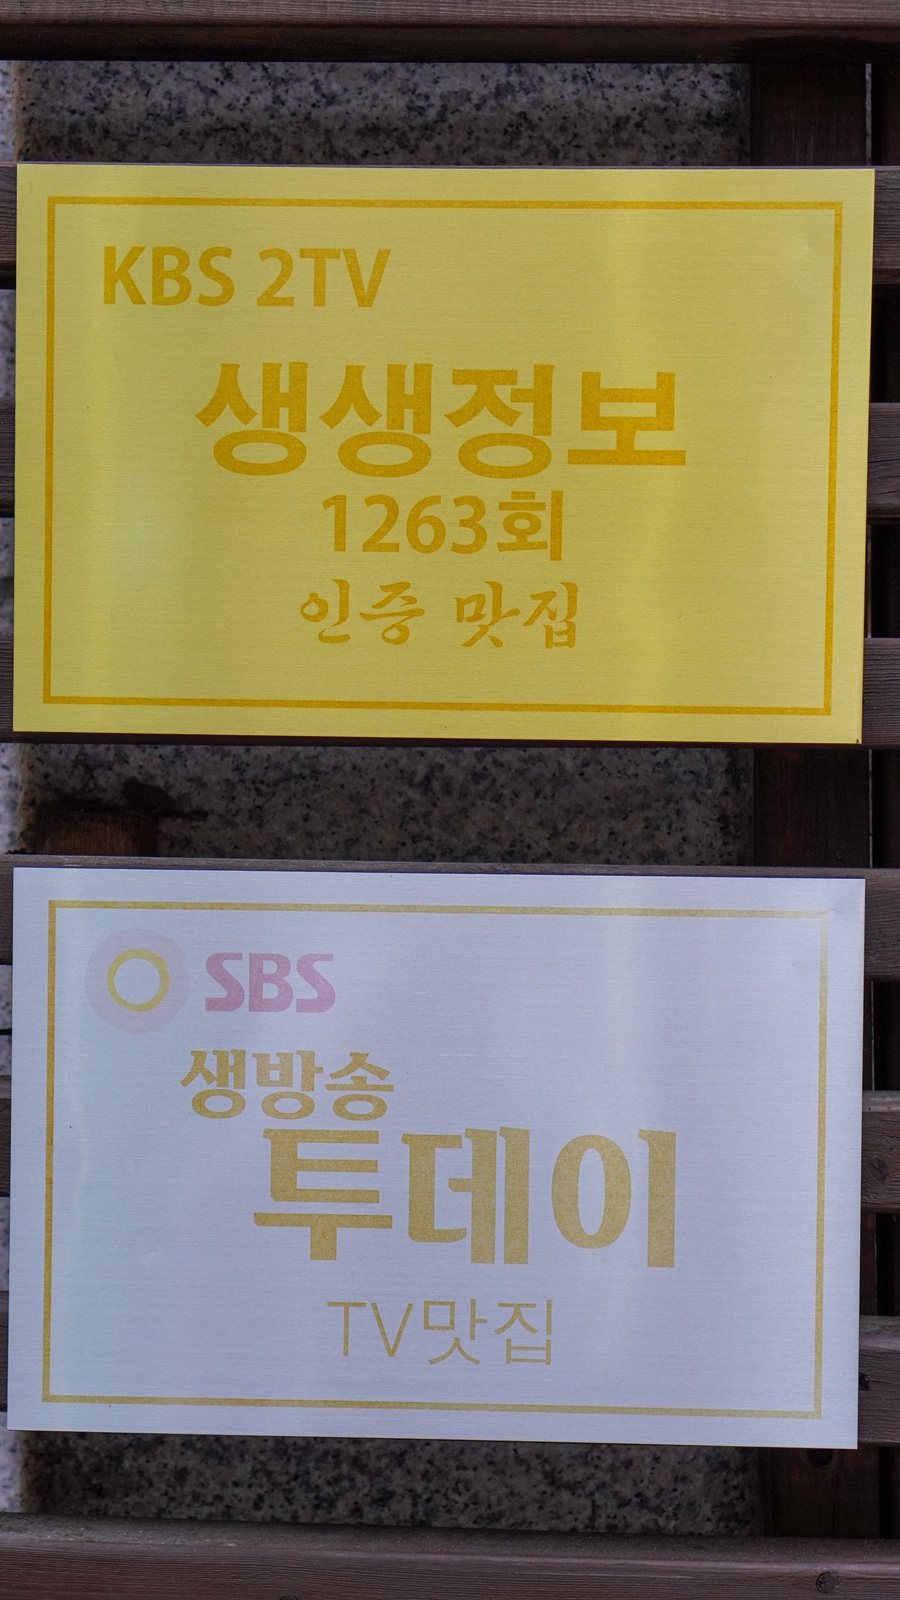 KBS 2TV
생생정보
1263회
인증 맛집
SBS
생방송
투데이
TV맛집